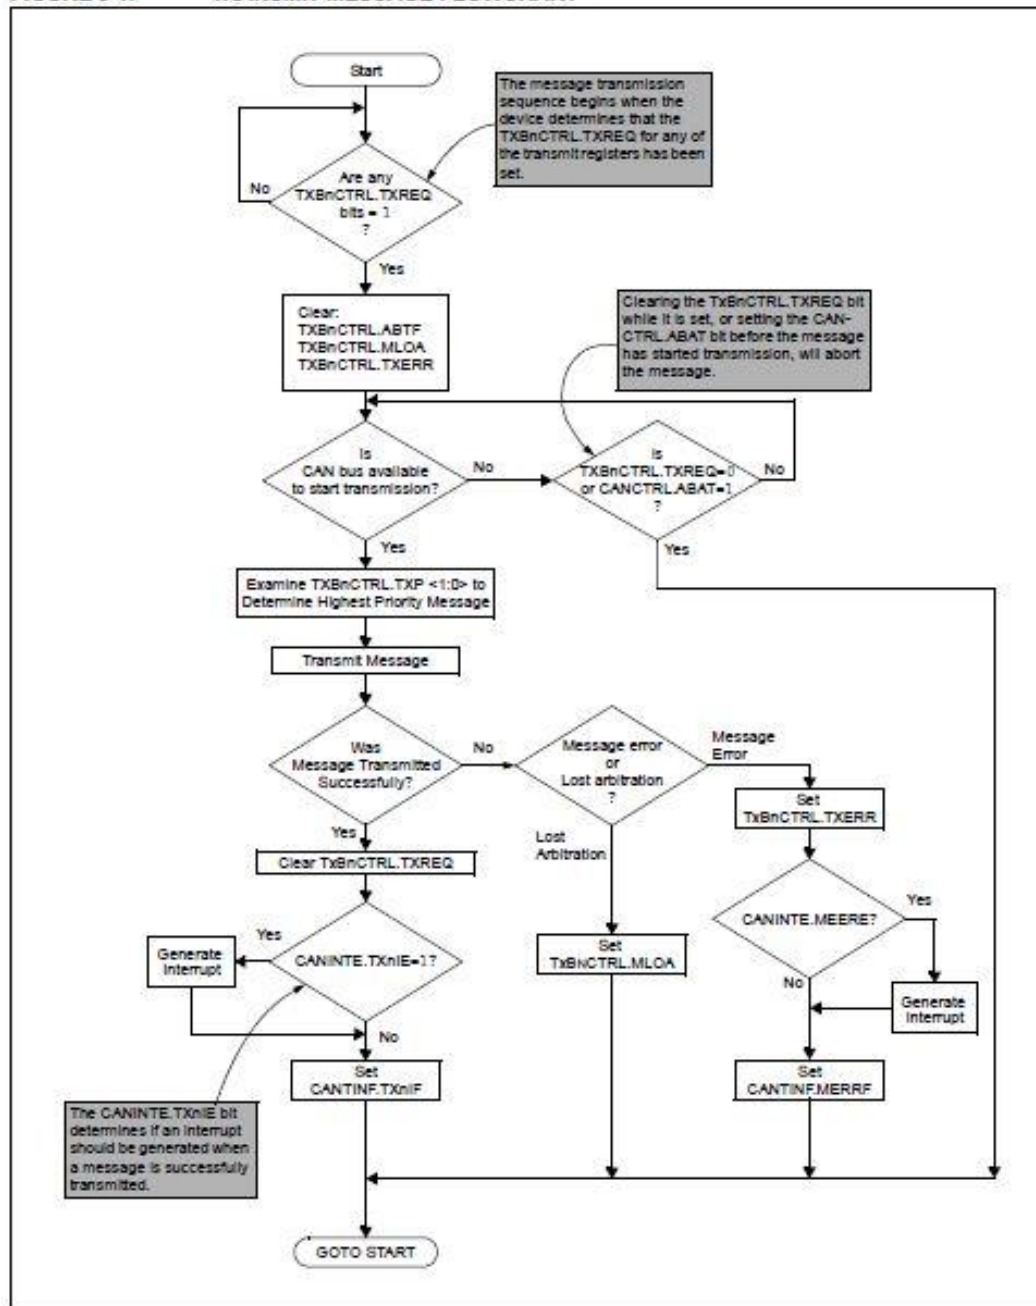 Start
The message transmission
sequence begins when the
device determines that the
TXBnCTRL.TXREQ for any of
the transmit registers has been
set.
Are any
TXBnCTRL.TXREQ
bits = 1
?
No
Yes
Clear:
TXBnCTRL.ABTF
TXBnCTRL.MLOA
TXBnCTRL.TXERR
Clearing the TxBnCTRL.TXREQ bit
while it is set, or setting the CAN-
CTRL.ABAT bit before the message
has started transmission, will abort
the message.
Is
CAN bus available
to start transmission?
No
Is
TXBnCTRL.TXREQ=0
or CANCTRL.ABAT=1
?
No
Yes
Yes
Examine TXBnCTRL.TXP <1:0> to
Determine Highest Priority Message
Transmit Message
Was
Message Transmitted
Successfully?
No
Message error
or
Lost arbitration
?
Message
Error
Set
TxBnCTRL.TXERR
Yes
Lost
Arbitration
Clear TxBnCTRL.TXREQ
CANINTE.MEERE?
Yes
Yes
Generate
Interrupt
CANINTE.TXnIE=1?
Set
TxBNCTRL.MLOA
No
Generate
Interrupt
No
Set
CANTINF.TXnIF
Set
CANTINF.MERRF
The CANINTE.TXnIE bit
determines if an interrupt
should be generated when
a message is successfully
transmitted.
GOTO START